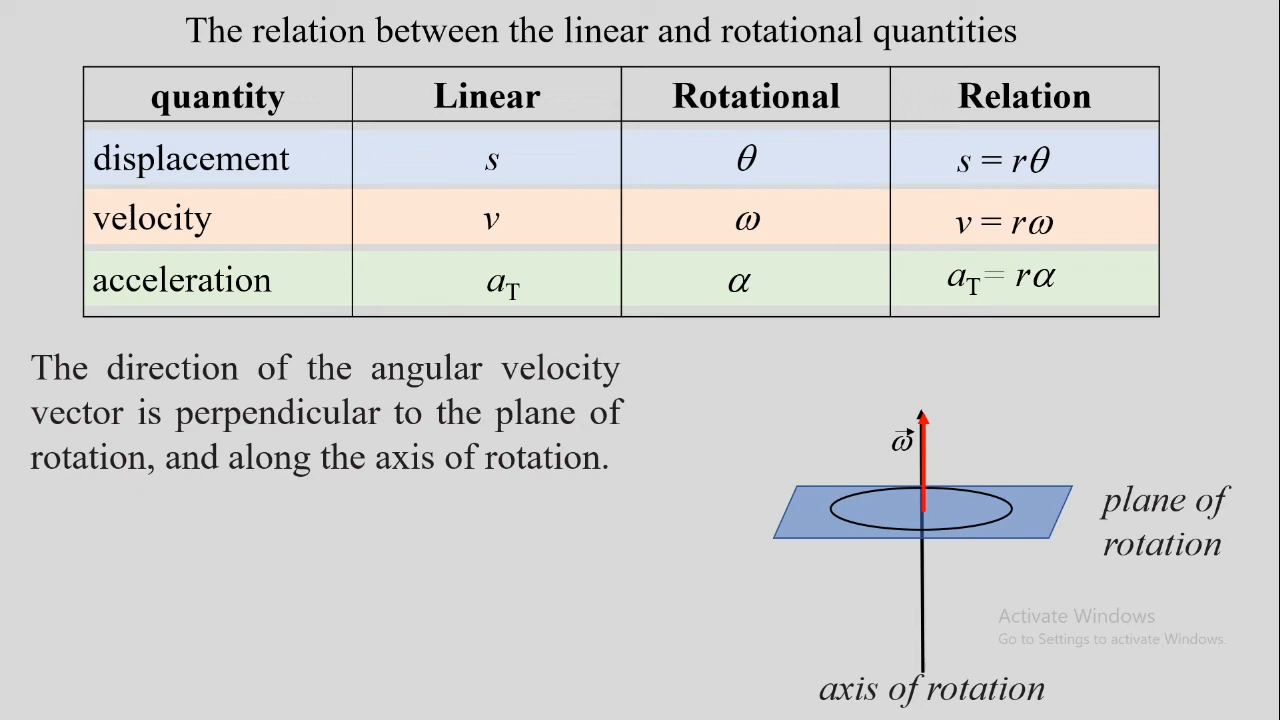 The relation between the linear and rotational quantities
quantity Linear Rotational Relation
displacement s θ s = rθ
velocity v ω v = rω
acceleration a_T α a_T = rα
The direction of the angular velocity
vector is perpendicular to the plane of
rotation, and along the axis of rotation.
ω⃗
plane of
rotation
Activate Windows
Go to Settings to activate Windows.
axis of rotation